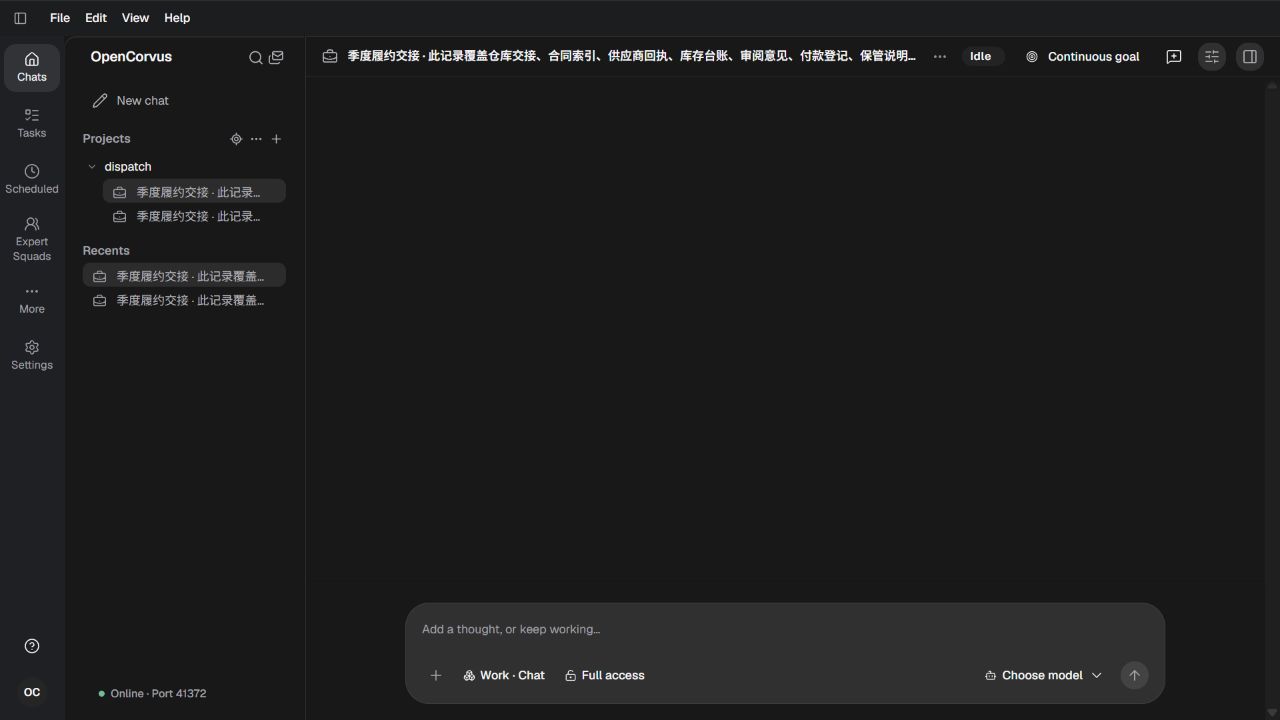 File Edit View Help
Chats
Tasks
Scheduled
Expert
Squads
More
Settings
OC
OpenCorvus
New chat
Projects
dispatch
季度履约交接 · 此记录...
季度履约交接 · 此记录...
Recents
季度履约交接 · 此记录覆盖...
季度履约交接 · 此记录覆盖...
Online · Port 41372
季度履约交接 · 此记录覆盖仓库交接、合同索引、供应商回执、库存台账、审阅意见、付款登记、保管说明...
Idle
Continuous goal
Add a thought, or keep working...
Work · Chat
Full access
Choose model